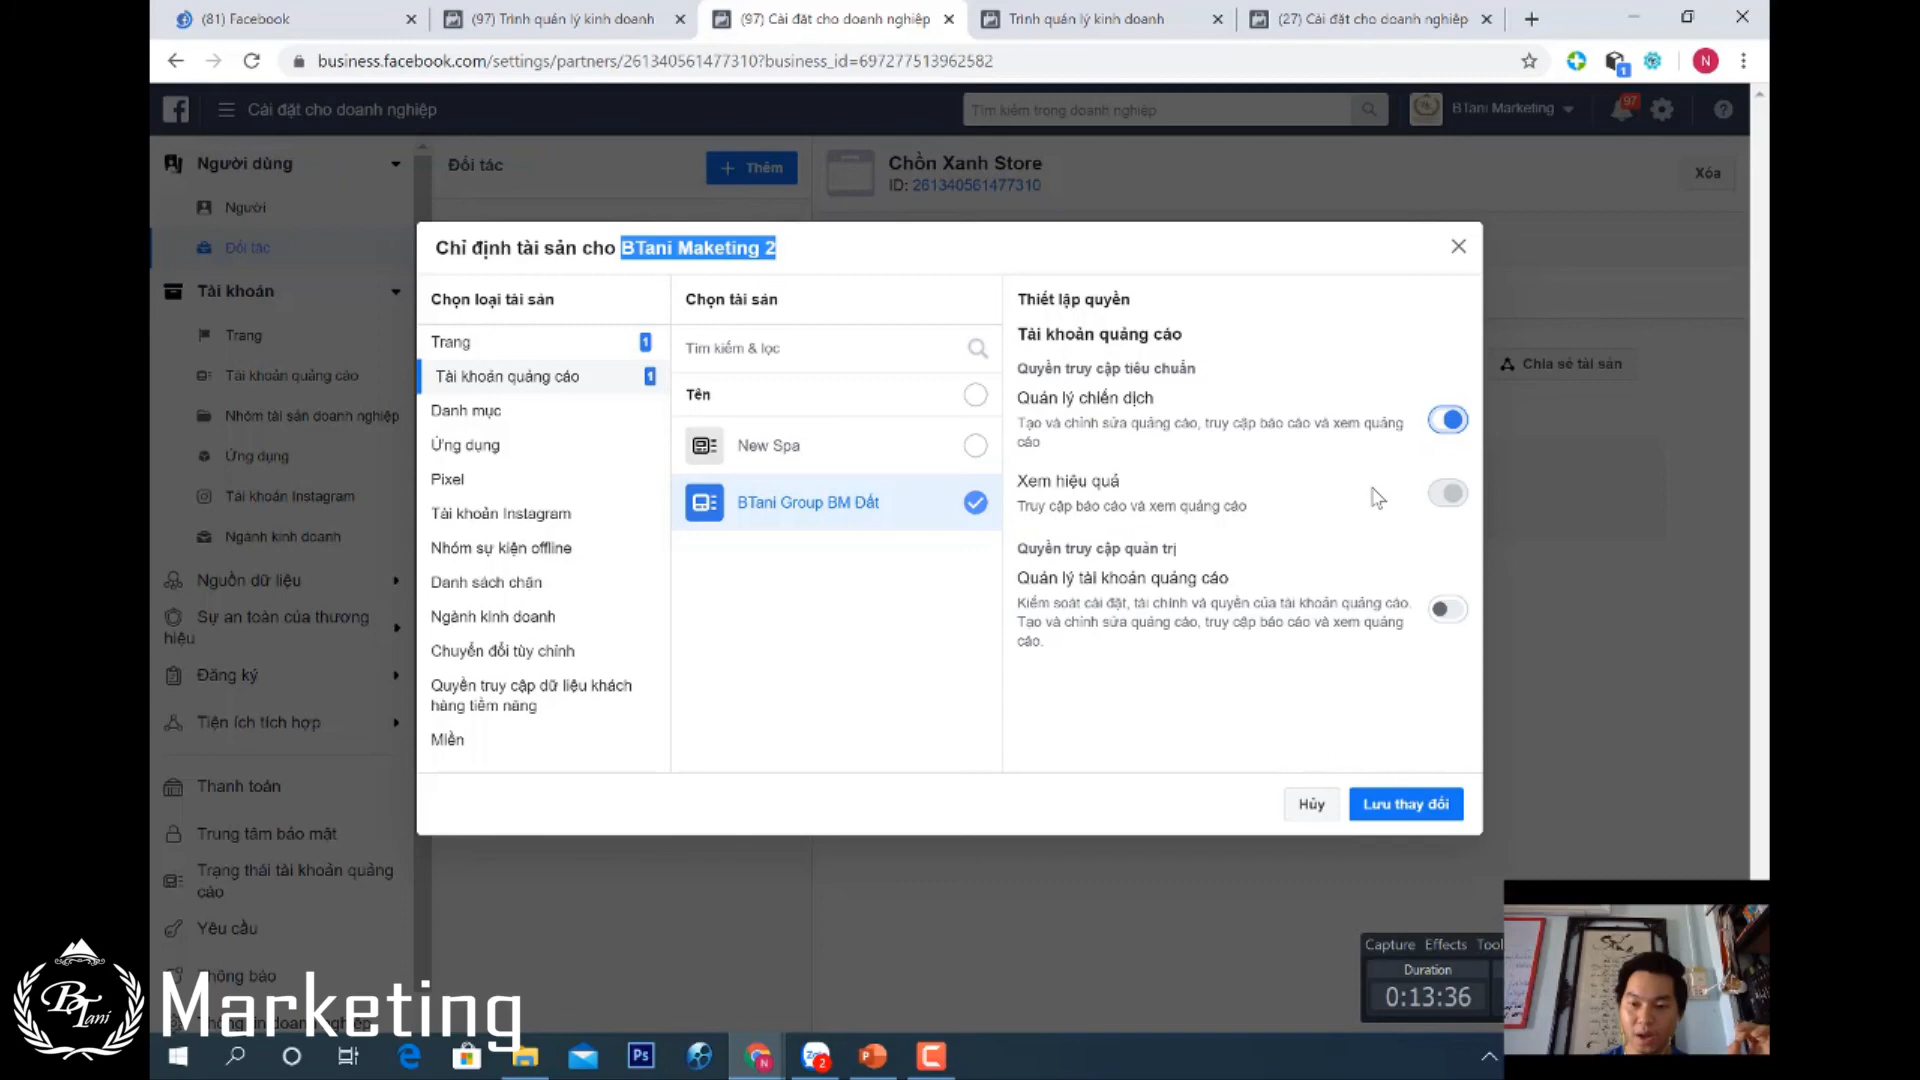 (81) Facebook
(97) Trình quản lý kinh doanh
(97) Cài đặt cho doanh nghiệp
Trình quản lý kinh doanh
(27) Cài đặt cho doanh nghiệp
business.facebook.com/settings/partners/261340561477310?business_id=697277513962582
1
N
Cài đặt cho doanh nghiệp
Tìm kiếm trong doanh nghiệp
BTani Marketing
97
Người dùng
Người
Đối tác
Tài khoản
Trang
Tài khoản quảng cáo
Nhóm tài sản doanh nghiệp
Ứng dụng
Tài khoản Instagram
Ngành kinh doanh
Nguồn dữ liệu
Sự an toàn của thương
hiệu
Đăng ký
Tiện ích tích hợp
Thanh toán
Trung tâm bảo mật
Trạng thái tài khoản quảng
cáo
Yêu cầu
Thông báo
Đối tác
+ Thêm
Chồn Xanh Store
ID: 261340561477310
Xóa
Chia sẻ tài sản
Chỉ định tài sản cho BTani Maketing 2
Chọn loại tài sản
Trang
1
Tài khoản quảng cáo
1
Danh mục
Ứng dụng
Pixel
Tài khoản Instagram
Nhóm sự kiện offline
Danh sách chặn
Ngành kinh doanh
Chuyển đổi tùy chỉnh
Quyền truy cập dữ liệu khách
hàng tiềm năng
Miền
Chọn tài sản
Tìm kiếm & lọc
Tên
New Spa
BTani Group BM Dắt
Thiết lập quyền
Tài khoản quảng cáo
Quyền truy cập tiêu chuẩn
Quản lý chiến dịch
Tạo và chỉnh sửa quảng cáo, truy cập báo cáo và xem quảng
cáo
Xem hiệu quả
Truy cập báo cáo và xem quảng cáo
Quyền truy cập quản trị
Quản lý tài khoản quảng cáo
Kiểm soát cài đặt, tài chính và quyền của tài khoản quảng cáo.
Tạo và chỉnh sửa quảng cáo, truy cập báo cáo và xem quảng
cáo.
Hủy
Lưu thay đổi
Capture Effects Tool
Duration
0:13:36
BTani
Marketing
Ps
2